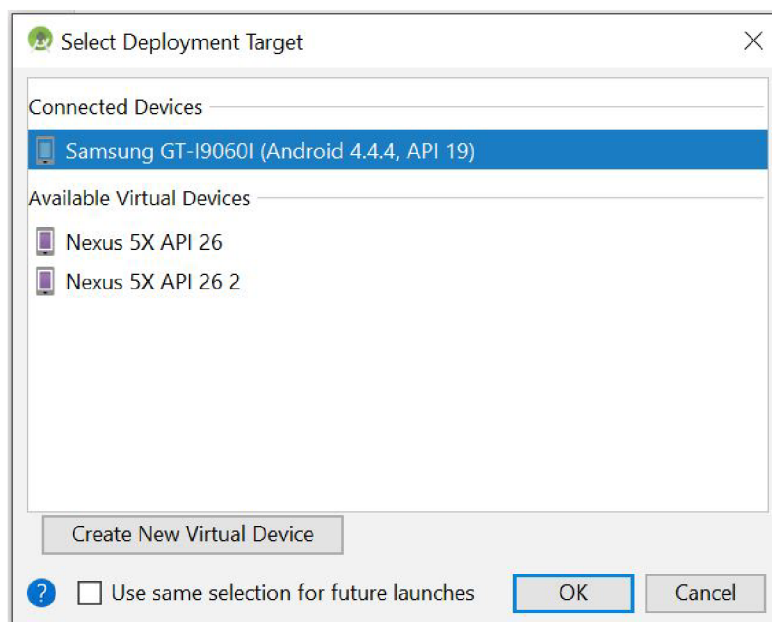 Select Deployment Target
Connected Devices
Samsung GT-I9060I (Android 4.4.4, API 19)
Available Virtual Devices
Nexus 5X API 26
Nexus 5X API 26 2
Create New Virtual Device
? Use same selection for future launches OK Cancel